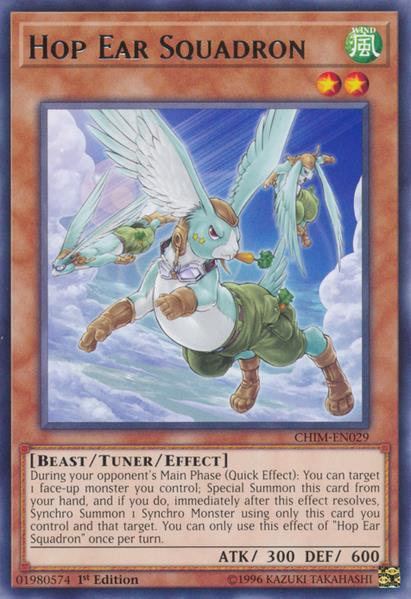 Hop Ear Squadron
WIND
風
CHIM-EN029
[Beast/Tuner/Effect]
During your opponent's Main Phase (Quick Effect): You can target
1 face-up monster you control; Special Summon this card from
your hand, and if you do, immediately after this effect resolves,
Synchro Summon 1 Synchro Monster using only this card you
control and that target. You can only use this effect of "Hop Ear
Squadron" once per turn.
ATK/ 300 DEF/ 600
01980574 1st Edition ©1996 KAZUKI TAKAHASHI